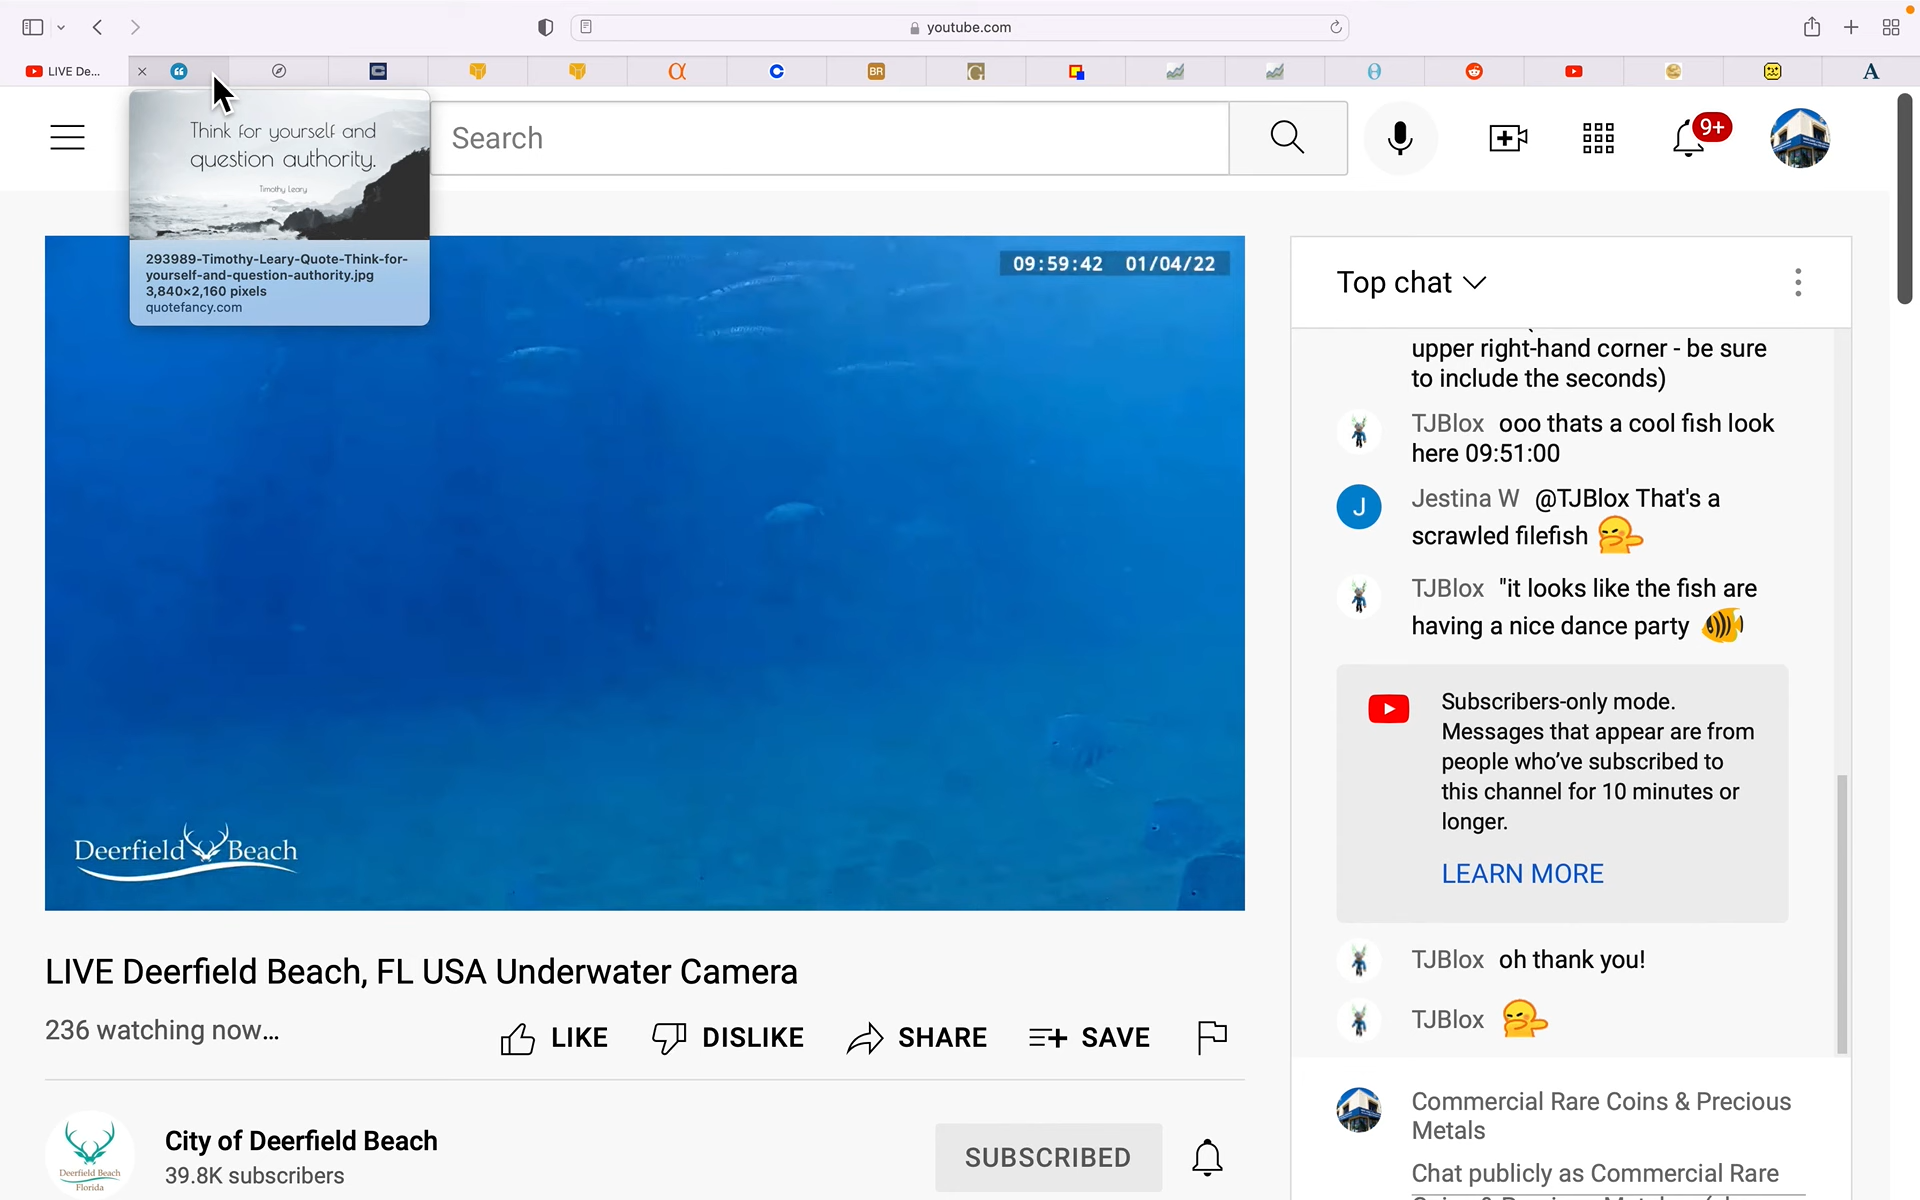 youtube.com
LIVE De...
BR
G
A
Think for yourself and
question authority.
Timothy Leary
293989-Timothy-Leary-Quote-Think-for-
yourself-and-question-authority.jpg
3,840×2,160 pixels
quotefancy.com
Search
9+
09:59:42 01/04/22
Deerfield Beach
LIVE Deerfield Beach, FL USA Underwater Camera
236 watching now...
LIKE
DISLIKE
SHARE
SAVE
Deerfield Beach
Florida
City of Deerfield Beach
39.8K subscribers
SUBSCRIBED
Top chat
upper right-hand corner - be sure
to include the seconds)
TJBlox ooo thats a cool fish look
here 09:51:00
J
Jestina W @TJBlox That's a
scrawled filefish
TJBlox "it looks like the fish are
having a nice dance party
Subscribers-only mode.
Messages that appear are from
people who've subscribed to
this channel for 10 minutes or
longer.
LEARN MORE
TJBlox oh thank you!
TJBlox
Commercial Rare Coins & Precious
Metals
Chat publicly as Commercial Rare